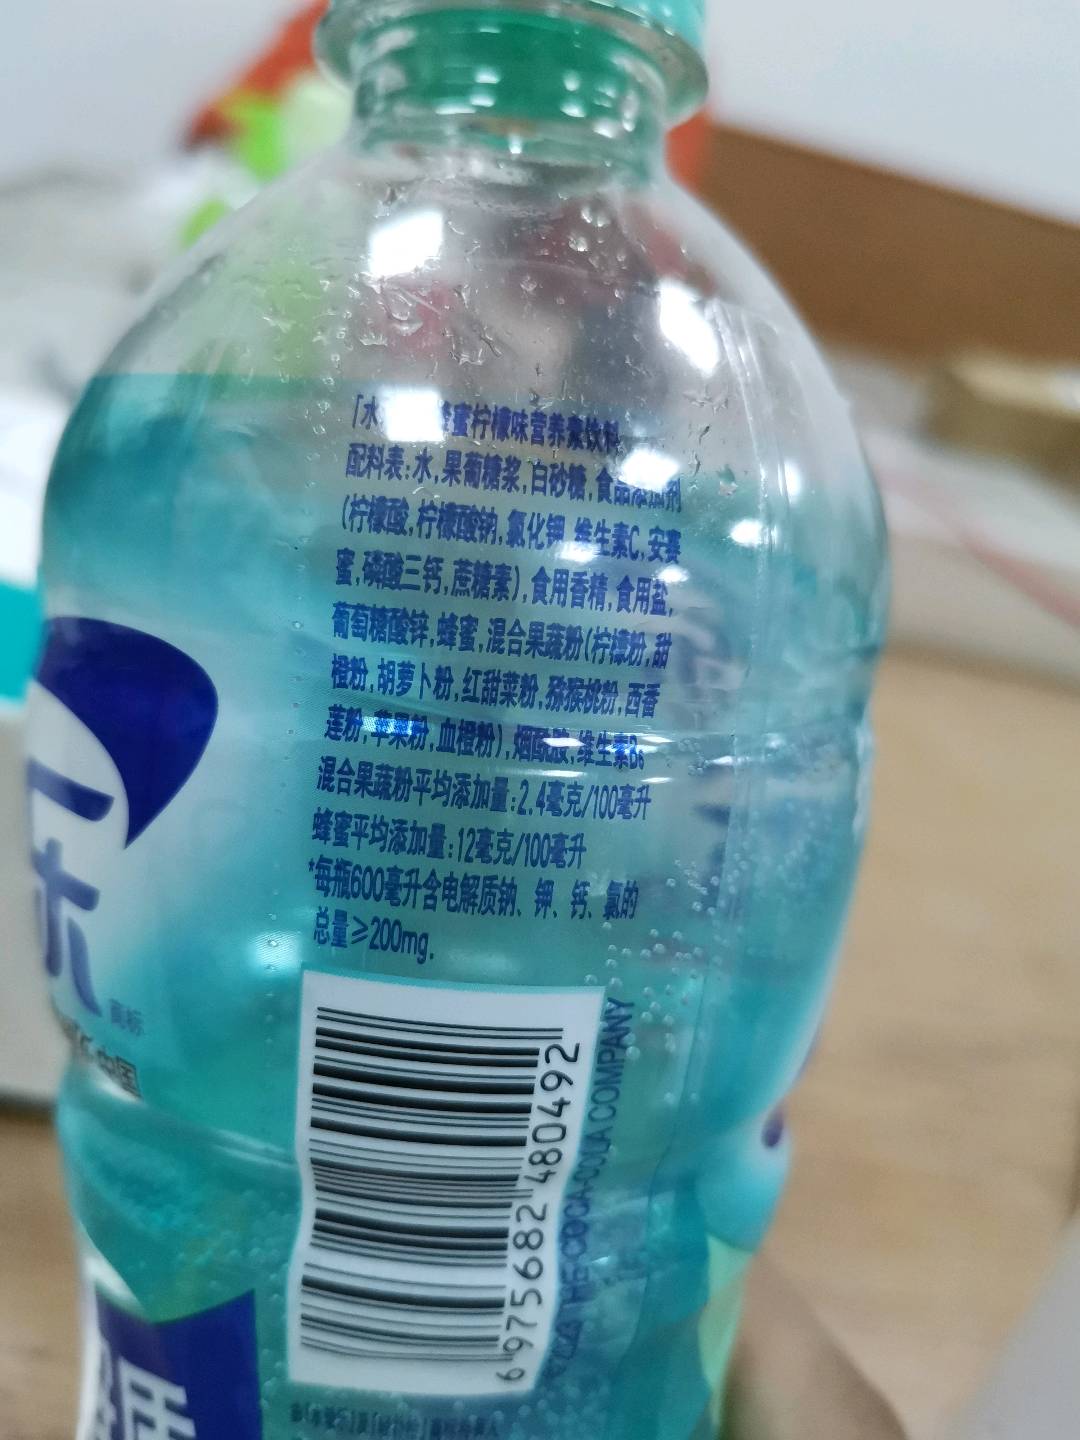 「水 蜂蜜柠檬味营养素饮料
配料表:水,果葡糖浆,白砂糖,食品添加剂
(柠檬酸,柠檬酸钠,氯化钾,维生素C,安赛
蜜,磷酸三钙,蔗糖素),食用香精,食用盐,
葡萄糖酸锌,蜂蜜,混合果蔬粉(柠檬粉,甜
橙粉,胡萝卜粉,红甜菜粉,猕猴桃粉,西香
莲粉,苹果粉,血橙粉),烟酰胺,维生素B₆
混合果蔬粉平均添加量:2.4毫克/100毫升
蜂蜜平均添加量:12毫克/100毫升
*每瓶600毫升含电解质钠、钾、钙、氯的
总量≥200mg.
6 975682 480492
©2023 THE COCA-COLA COMPANY
乐
商标
中国